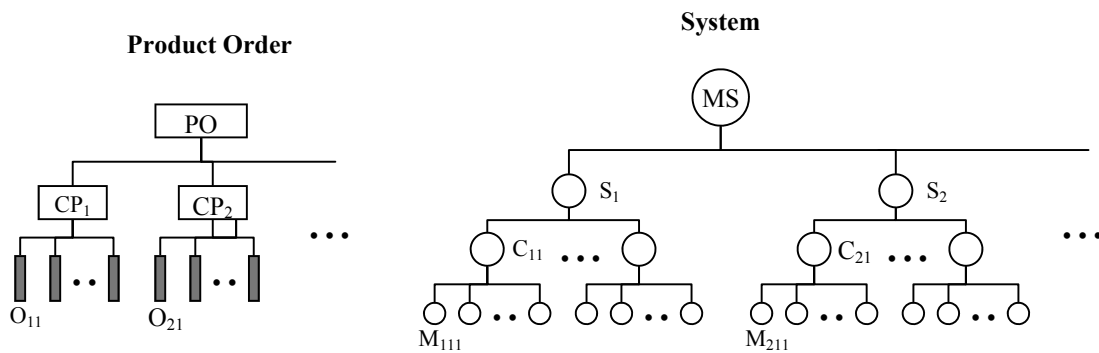 System
Product Order
MS
PO
CP₁ CP₂ S₁ S₂
C₁₁ C₂₁
O₁₁ O₂₁ M₁₁₁ M₂₁₁